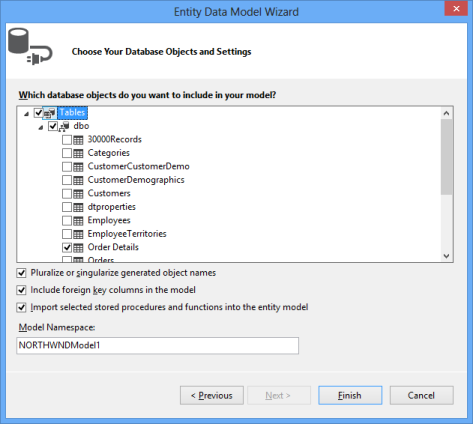 Entity Data Model Wizard
Choose Your Database Objects and Settings
Which database objects do you want to include in your model?
Tables
dbo
30000Records
Categories
CustomerCustomerDemo
CustomerDemographics
Customers
dtproperties
Employees
EmployeeTerritories
Order Details
Orders
Pluralize or singularize generated object names
Include foreign key columns in the model
Import selected stored procedures and functions into the entity model
Model Namespace:
NORTHWNDModel1
< Previous
Next >
Finish
Cancel